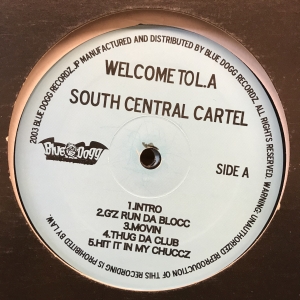 2003 BLUE DOGG RECORDZ.JP MANUFACTURED AND DISTRIBUTED BY BLUE DOGG RECORDZ. ALL RIGHTS RESERVED. WARNING: UNAUTHORIZED REPRODUCTION OF THIS RECORDING IS PROHIBITED BY LAW.
WELCOME TO L.A
SOUTH CENTRAL CARTEL
Blue Dogg
SIDE A
1.INTRO
2.G'Z RUN DA BLOCC
3.MOVIN
4.THUG DA CLUB
5.HIT IT IN MY CHUCCZ